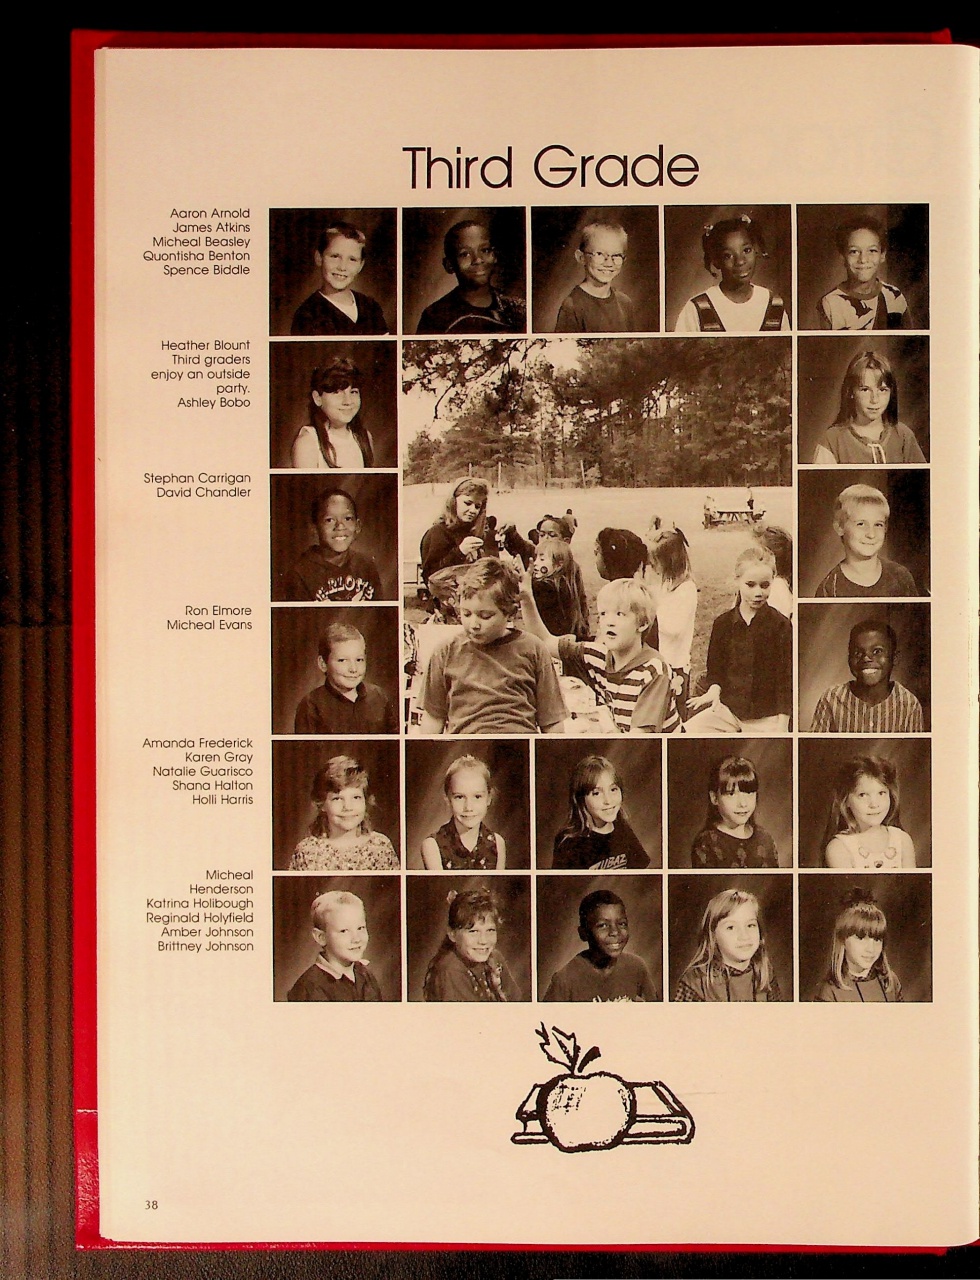 Third Grade
Aaron Arnold
James Atkins
Micheal Beasley
Quontisha Benton
Spence Biddle
Heather Blount
Third graders
enjoy an outside
party.
Ashley Bobo
Stephan Carrigan
David Chandler
Ron Elmore
Micheal Evans
Amanda Frederick
Karen Gray
Natalie Guarisco
Shana Halton
Holli Harris
Micheal
Henderson
Katrina Holibough
Reginald Holyfield
Amber Johnson
Brittney Johnson
38